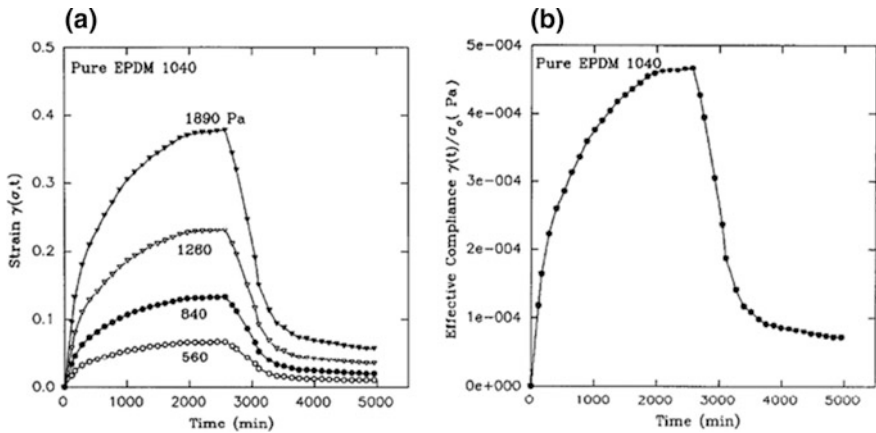 (a)
0.5
Pure EPDM 1040
0.4
1890 Pa
0.3
Strain γ(σ,t)
1260
0.2
840
0.1
560
0.0
0 1000 2000 3000 4000 5000
Time (min)
(b)
5e-004
Pure EPDM 1040
4e-004
3e-004
Effective Compliance γ(t)/σo( Pa)
2e-004
1e-004
0e+000
0 1000 2000 3000 4000 5000
Time (min)